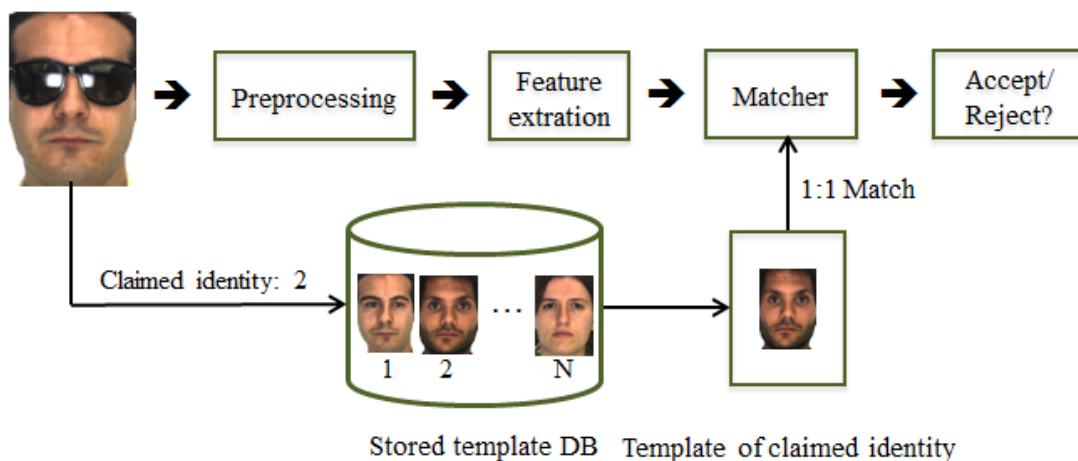 Preprocessing
Feature
extration
Matcher
Accept/
Reject?
1:1 Match
Claimed identity: 2
...
1
2
N
Stored template DB
Template of claimed identity